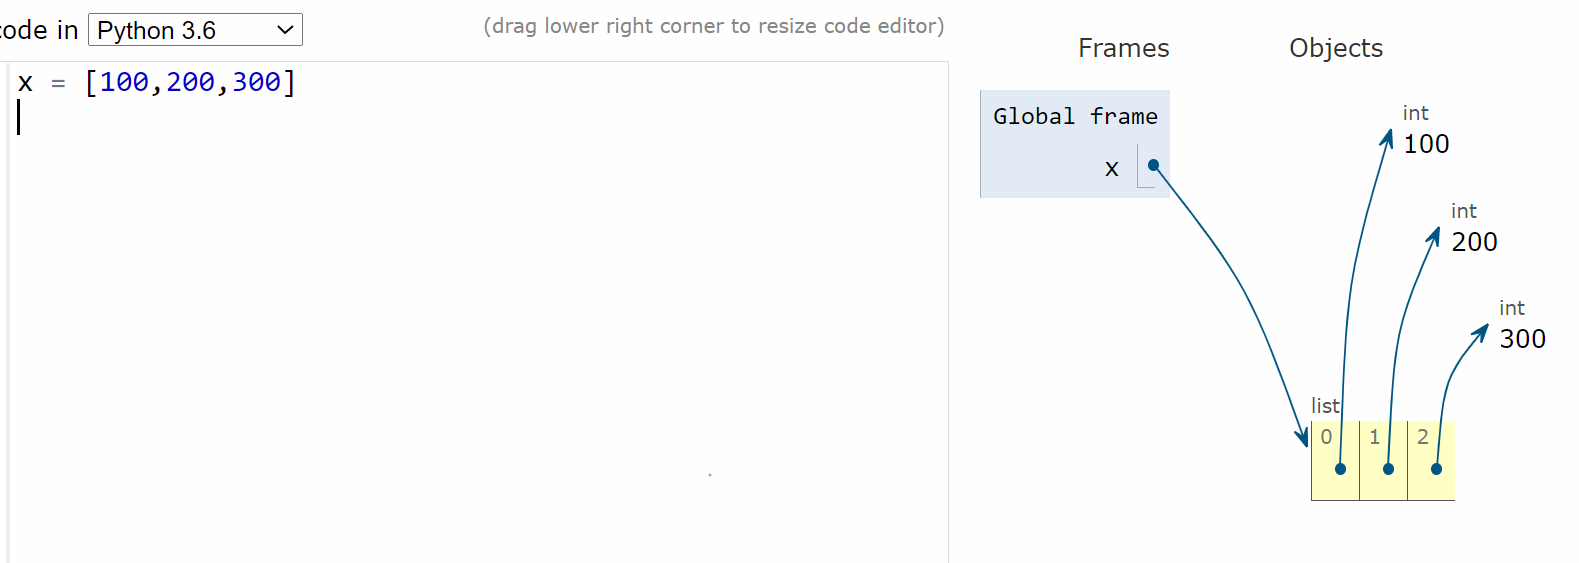 code in Python 3.6
(drag lower right corner to resize code editor)
x = [100,200,300]
Frames
Objects
Global frame
x
int
100
int
200
int
300
list
0 1 2